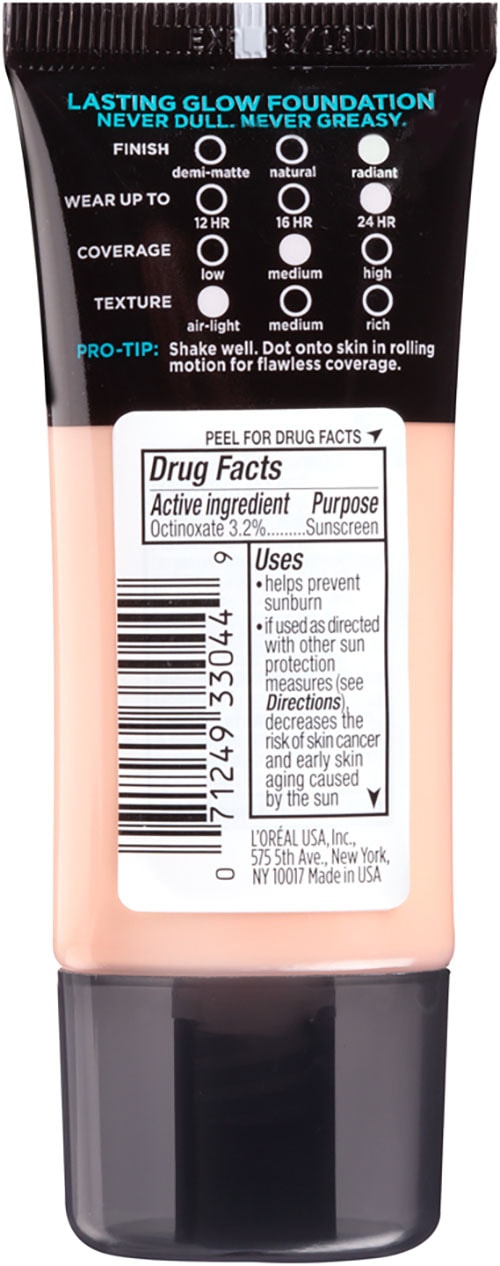 LASTING GLOW FOUNDATION
NEVER DULL. NEVER GREASY.
FINISH
demi-matte natural radiant
WEAR UP TO
12 HR 16 HR 24 HR
COVERAGE
low medium high
TEXTURE
air-light medium rich
PRO-TIP: Shake well. Dot onto skin in rolling
motion for flawless coverage.
PEEL FOR DRUG FACTS
Drug Facts
Active ingredient Purpose
Octinoxate 3.2%.........Sunscreen
Uses
•helps prevent
sunburn
•if used as directed
with other sun
protection
measures (see
Directions),
decreases the
risk of skin cancer
and early skin
aging caused
by the sun
0 71249 33044 9
L'ORÉAL USA, Inc.,
575 5th Ave., New York,
NY 10017 Made in USA